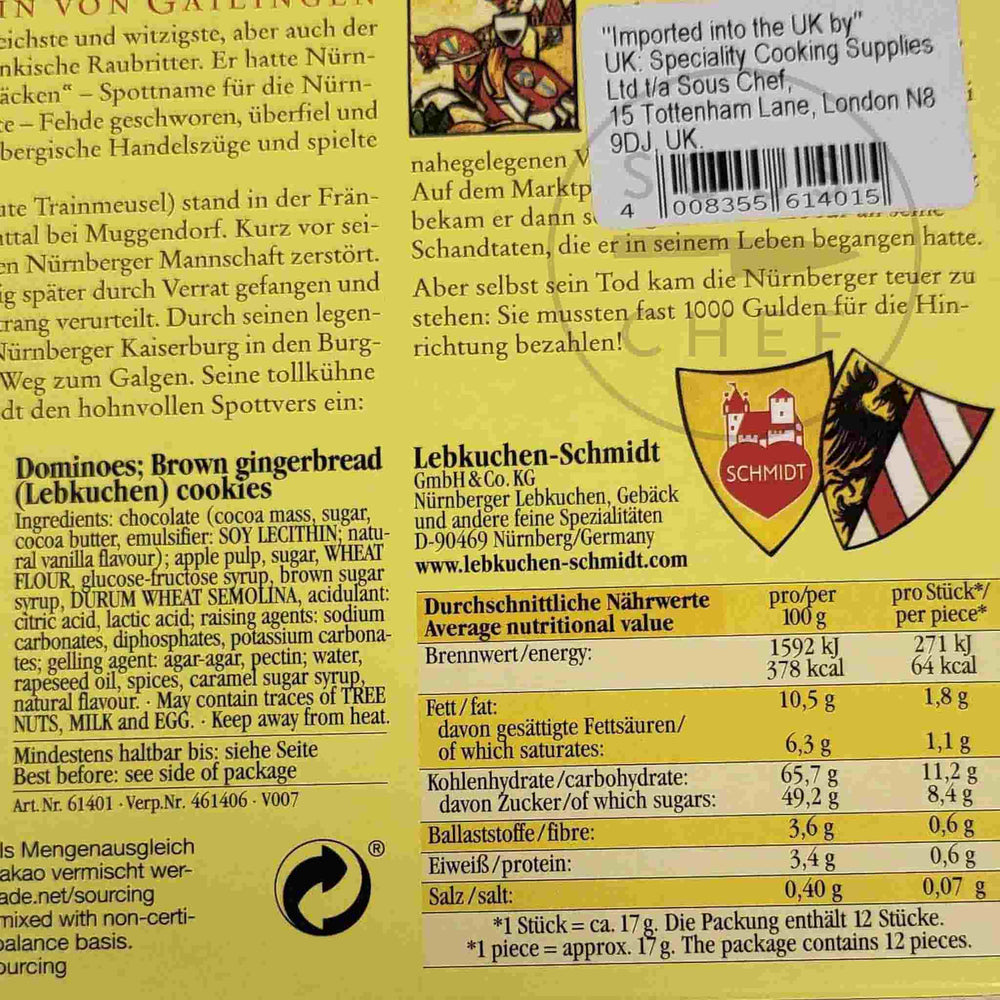 IN VON GAILINGEN
eichste und witzigste, aber auch der
nkische Raubritter. Er hatte Nürn-
äcken“ – Spottname für die Nürn-
te – Fehde geschworen, überfiel und
bergische Handelszüge und spielte
ute Trainmeusel) stand in der Frän-
ttal bei Muggendorf. Kurz vor sei-
en Nürnberger Mannschaft zerstört.
ig später durch Verrat gefangen und
trang verurteilt. Durch seinen legen-
Nürnberger Kaiserburg in den Burg-
Weg zum Galgen. Seine tollkühne
dt den hohnvollen Spottvers ein:
"Imported into the UK by"
UK: Speciality Cooking Supplies
Ltd t/a Sous Chef,
15 Tottenham Lane, London N8
9DJ, UK.
4 008355 614015
nahegelegenen
Auf dem Marktp
bekam er dann
Schandtaten, die er in seinem Leben begangen hatte.
Aber selbst sein Tod kam die Nürnberger teuer zu
stehen: Sie mussten fast 1000 Gulden für die Hin-
richtung bezahlen!
CHEF
SCHMIDT
Dominoes; Brown gingerbread
(Lebkuchen) cookies
Ingredients: chocolate (cocoa mass, sugar,
cocoa butter, emulsifier: SOY LECITHIN; natu-
ral vanilla flavour); apple pulp, sugar, WHEAT
FLOUR, glucose-fructose syrup, brown sugar
syrup, DURUM WHEAT SEMOLINA, acidulant:
citric acid, lactic acid; raising agents: sodium
carbonates, diphosphates, potassium carbona-
tes; gelling agent: agar-agar, pectin; water,
rapeseed oil, spices, caramel sugar syrup,
natural flavour. · May contain traces of TREE
NUTS, MILK and EGG. · Keep away from heat.
Mindestens haltbar bis: siehe Seite
Best before: see side of package
Art. Nr. 61401 · Verp.Nr. 461406 · V007
ls Mengenausgleich
akao vermischt wer-
ade.net/sourcing
mixed with non-certi-
balance basis.
ourcing
®
Lebkuchen-Schmidt
GmbH & Co. KG
Nürnberger Lebkuchen, Gebäck
und andere feine Spezialitäten
D-90469 Nürnberg/Germany
www.lebkuchen-schmidt.com
Durchschnittliche Nährwerte pro/per pro Stück*/
Average nutritional value 100 g per piece*
Brennwert/energy: 1592 kJ 271 kJ
378 kcal 64 kcal
Fett/fat: 10,5 g 1,8 g
davon gesättigte Fettsäuren/
of which saturates: 6,3 g 1,1 g
Kohlenhydrate/carbohydrate: 65,7 g 11,2 g
davon Zucker/of which sugars: 49,2 g 8,4 g
Ballaststoffe/fibre: 3,6 g 0,6 g
Eiweiß/protein: 3,4 g 0,6 g
Salz/salt: 0,40 g 0,07 g
*1 Stück = ca. 17 g. Die Packung enthält 12 Stücke.
*1 piece = approx. 17 g. The package contains 12 pieces.